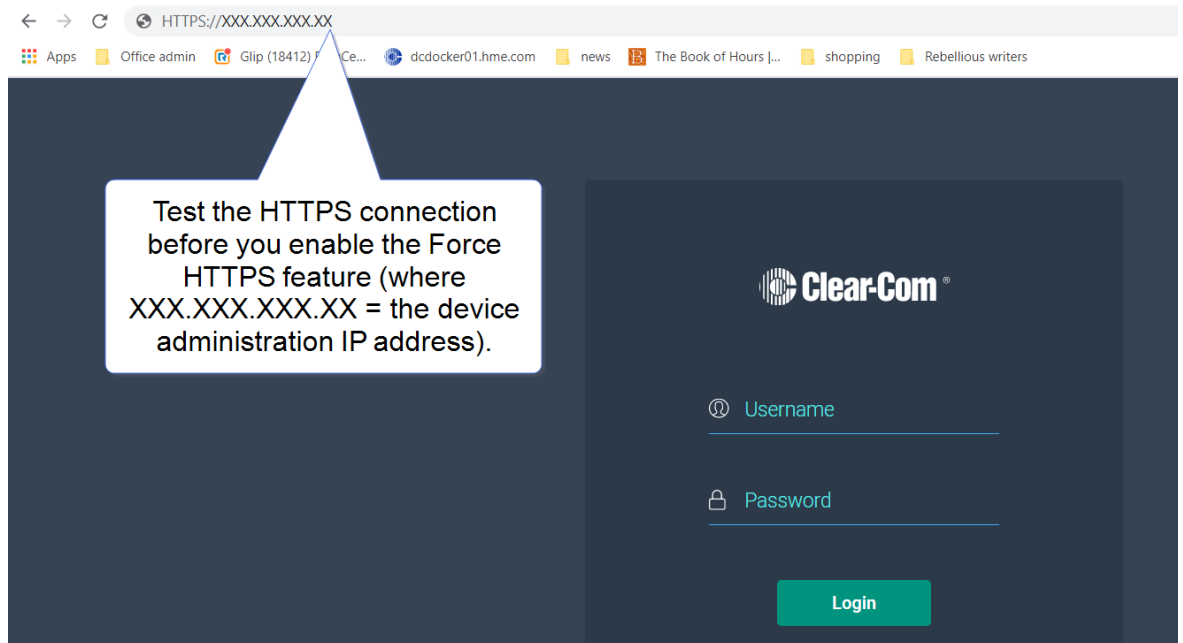 HTTPS://XXX.XXX.XXX.XX
Apps Office admin Glip (18412) Ce... dcdocker01.hme.com news The Book of Hours |... shopping Rebellious writers
Test the HTTPS connection
before you enable the Force
HTTPS feature (where
XXX.XXX.XXX.XX = the device
administration IP address).
Clear-Com ®
Username
Password
Login